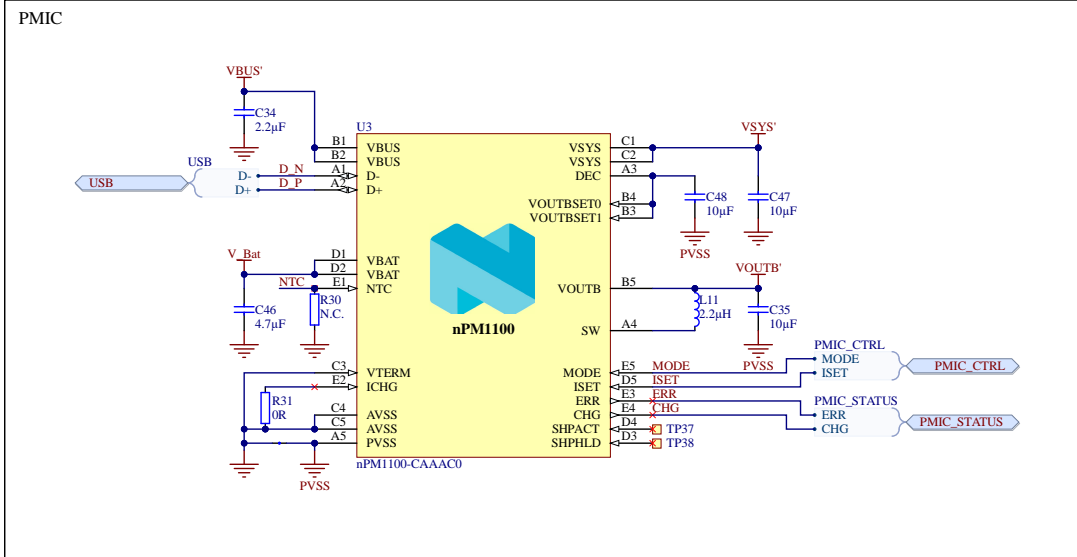 PMIC
VBUS'
C34
2.2µF
U3
B1
VBUS
B2
VBUS
USB
USB
D-
D_N
A1
D-
D+
D_P
A2
D+
V_Bat
D1
VBAT
D2
VBAT
NTC
E1
NTC
C46
4.7µF
R30
N.C.
C3
VTERM
E2
ICHG
R31
0R
C4
AVSS
C5
AVSS
A5
PVSS
PVSS
nPM1100-CAAAC0
nPM1100
VSYS
C1
VSYS
C2
DEC
A3
VOUTBSET0
B4
VOUTBSET1
B3
VSYS'
C48
10µF
C47
10µF
PVSS
VOUTB
B5
VOUTB'
L11
2.2µH
C35
10µF
SW
A4
PVSS
MODE
E5
MODE
ISET
D5
ISET
ERR
E3
ERR
CHG
E4
CHG
SHPACT
D4
TP37
SHPHLD
D3
TP38
PMIC_CTRL
MODE
ISET
PMIC_CTRL
PMIC_STATUS
ERR
CHG
PMIC_STATUS